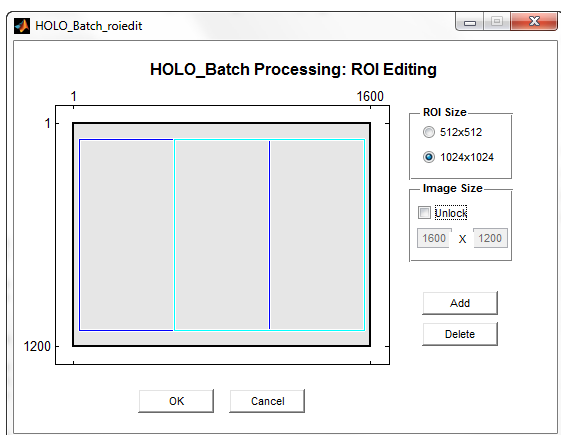 HOLO_Batch_roiedit
HOLO_Batch Processing: ROI Editing
1 1600
1
1200
ROI Size
512x512
1024x1024
Image Size
Unlock
1600 X 1200
Add
Delete
OK Cancel